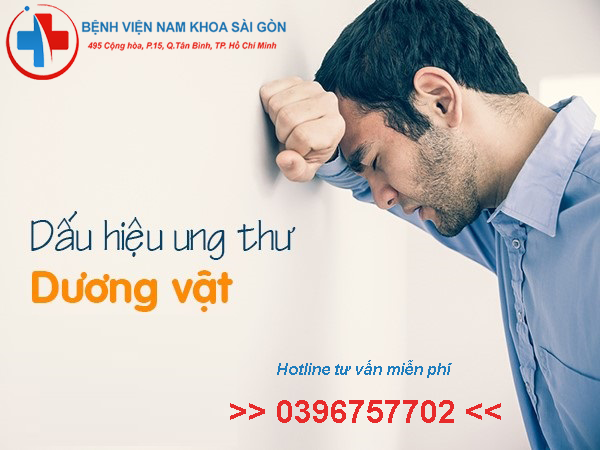 BỆNH VIỆN NAM KHOA SÀI GÒN
495 Cộng hòa, P.15, Q.Tân Bình, TP. Hồ Chí Minh
Dấu hiệu ung thư
Dương vật
Hotline tư vấn miễn phí
>> 0396757702 <<